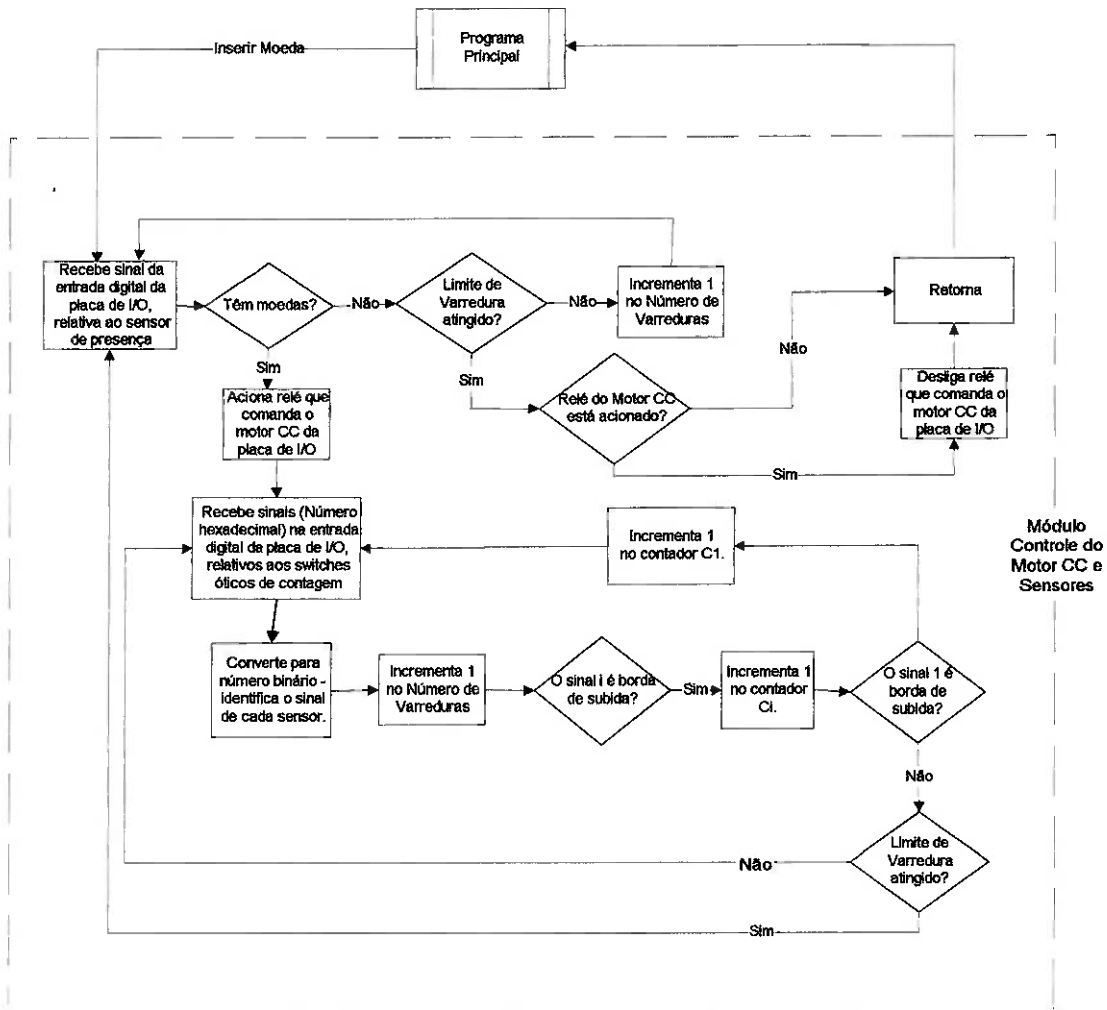 Programa
Principal
Inserir Moeda
Recebe sinal da
entrada digital da
placa de I/O,
relativa ao sensor
de presença
Têm moedas?
Não
Limite de
Varredura
atingido?
Não
Incrementa 1
no Número de
Varreduras
Retorna
Sim
Sim
Não
Aciona relé que
comanda o
motor CC da
placa de I/O
Relé do Motor CC
está acionado?
Sim
Desliga relé
que comanda o
motor CC da
placa de I/O
Recebe sinais (Número
hexadecimal) na entrada
digital da placa de I/O,
relativos aos switches
óticos de contagem
Incrementa 1
no contador C1.
Módulo
Controle do
Motor CC e
Sensores
Converte para
número binário -
identifica o sinal
de cada sensor.
Incrementa 1
no Número de
Varreduras
O sinal i é borda
de subida?
Sim
Incrementa 1
no contador
Ci.
O sinal 1 é
borda de
subida?
Não
Limite de
Varredura
atingido?
Não
Sim